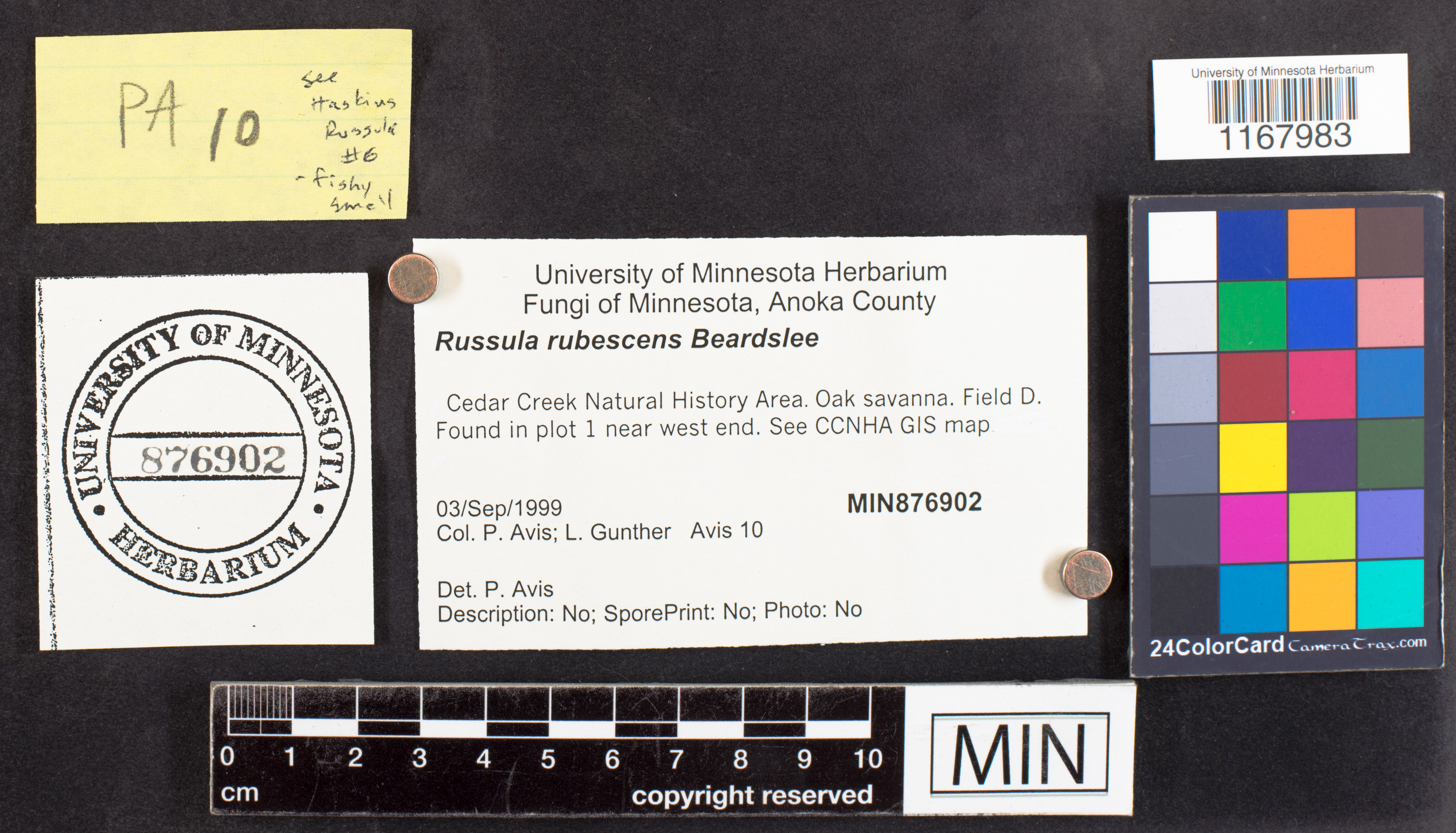 PA 10
see
Haskins
Russula
#6
- fishy
smell
University of Minnesota Herbarium
1167983
UNIVERSITY OF MINNESOTA
876902
HERBARIUM
University of Minnesota Herbarium
Fungi of Minnesota, Anoka County
Russula rubescens Beardslee
Cedar Creek Natural History Area. Oak savanna. Field D.
Found in plot 1 near west end. See CCNHA GIS map
03/Sep/1999
MIN876902
Col. P. Avis; L. Gunther Avis 10
Det. P. Avis
Description: No; SporePrint: No; Photo: No
24ColorCard CameraTrax.com
0 1 2 3 4 5 6 7 8 9 10
cm
copyright reserved
MIN